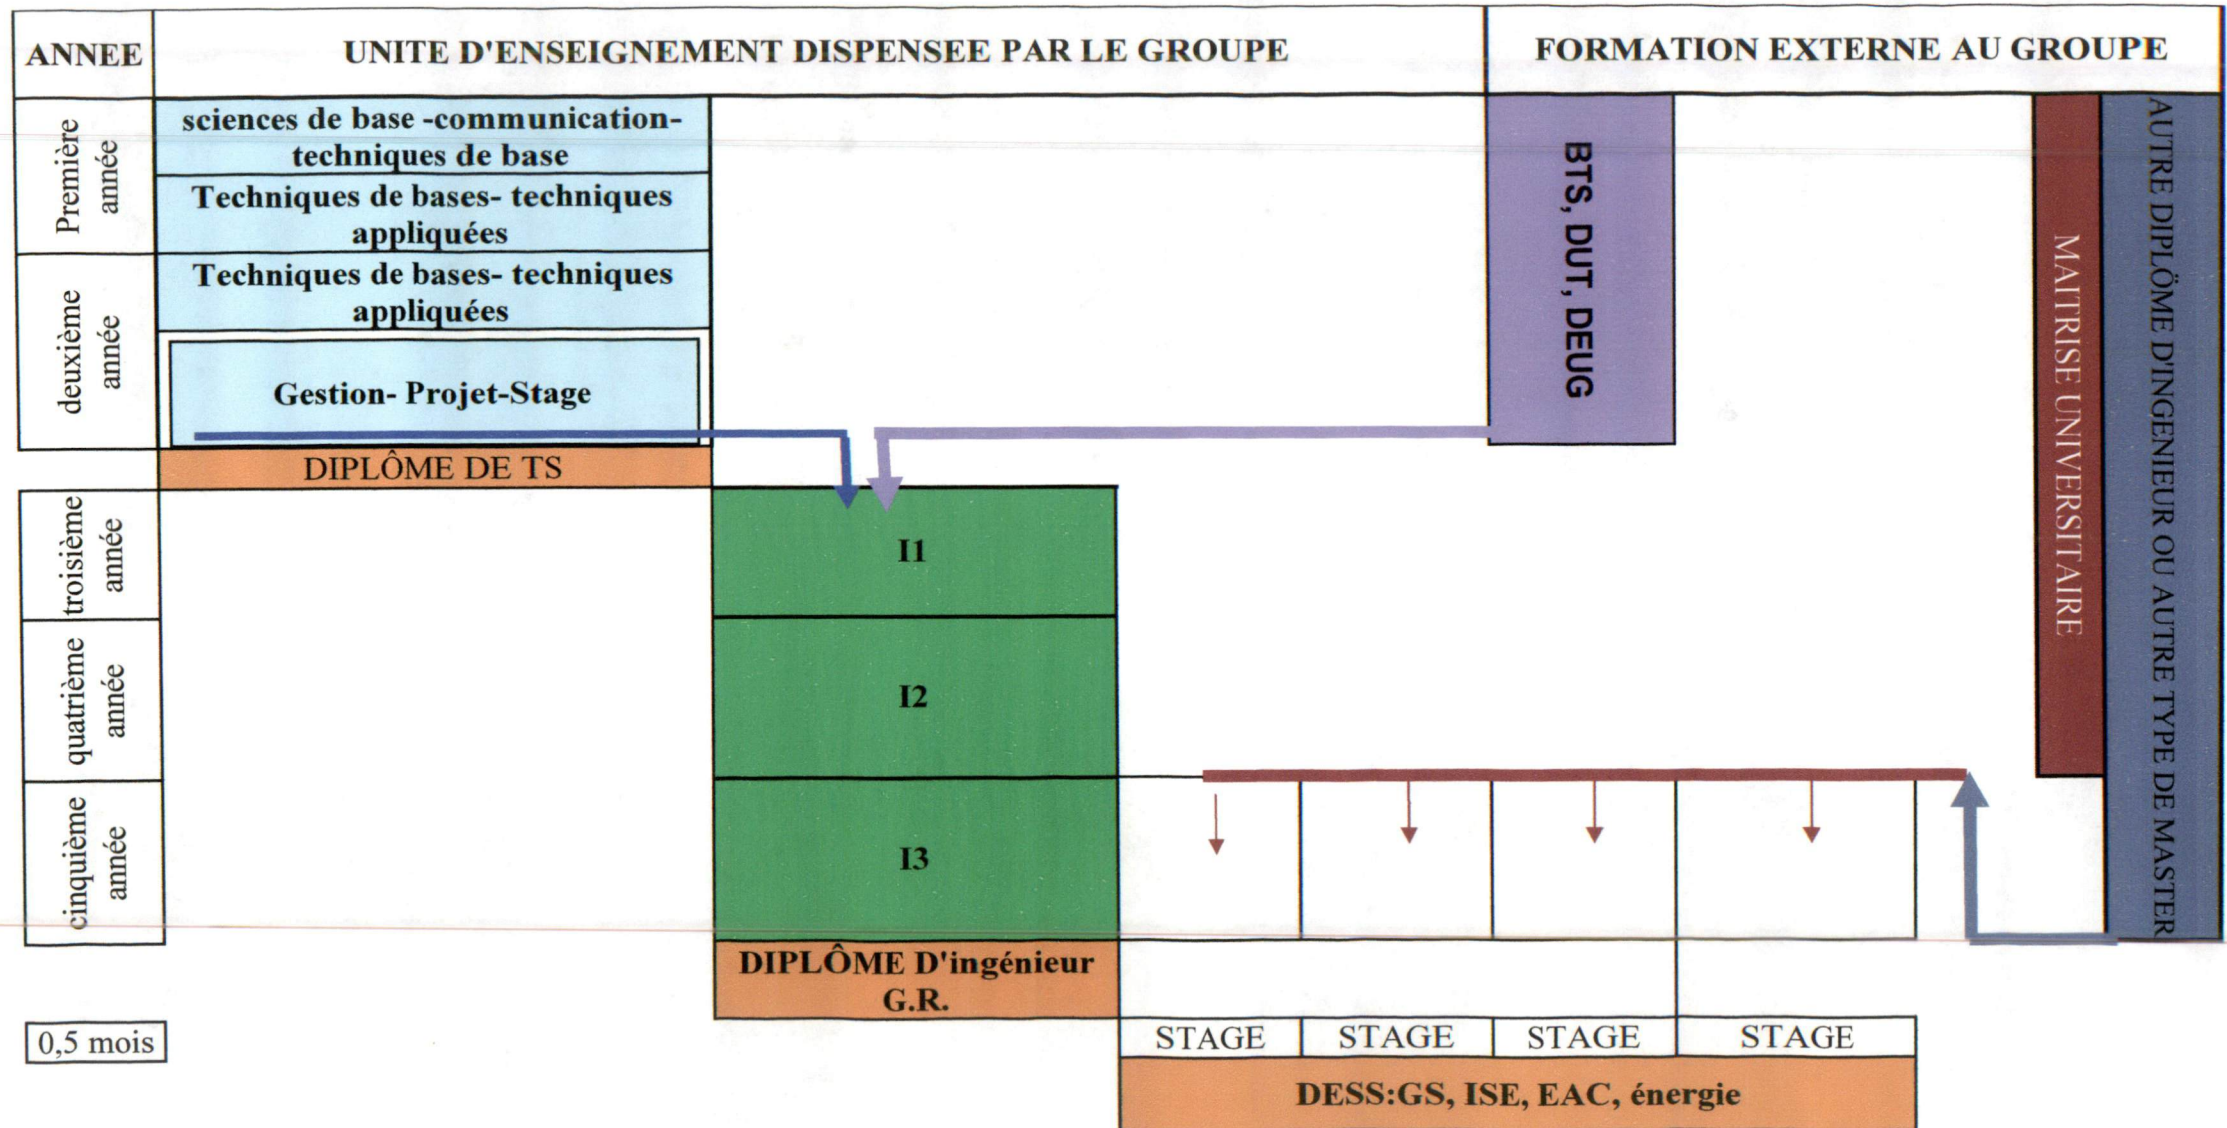 ANNEE
UNITE D'ENSEIGNEMENT DISPENSEE PAR LE GROUPE
FORMATION EXTERNE AU GROUPE
Première
année
sciences de base -communication-
techniques de base
Techniques de bases- techniques
appliquées
deuxième
année
Techniques de bases- techniques
appliquées
Gestion- Projet-Stage
DIPLÔME DE TS
BTS, DUT, DEUG
MAITRISE UNIVERSITAIRE
AUTRE DIPLÖME D'INGENIEUR OU AUTRE TYPE DE MASTER
troisième
année
I1
quatrième
année
I2
cinquième
année
I3
DIPLÔME D'ingénieur
G.R.
0,5 mois
STAGE
STAGE
STAGE
STAGE
DESS:GS, ISE, EAC, énergie